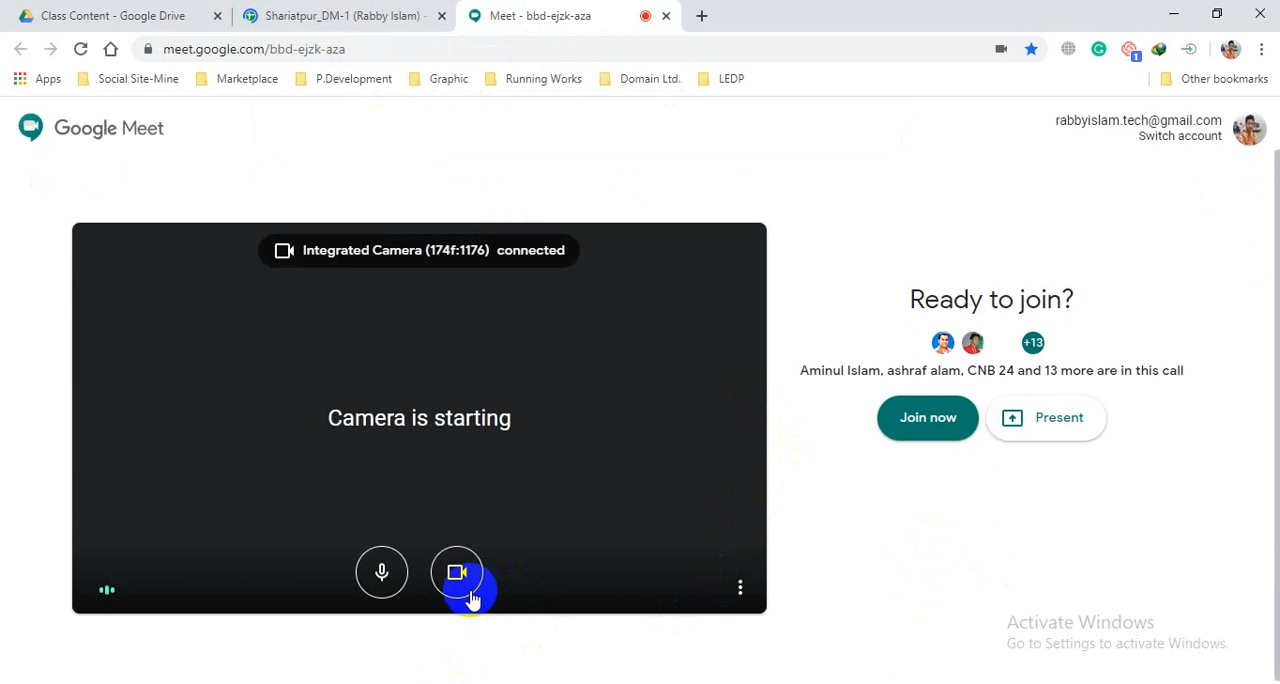 Class Content - Google Drive
Shariatpur_DM-1 (Rabby Islam) -
Meet - bbd-ejzk-aza
meet.google.com/bbd-ejzk-aza
1
Apps
Social Site-Mine
Marketplace
P.Development
Graphic
Running Works
Domain Ltd.
LEDP
Other bookmarks
Google Meet
rabbyislam.tech@gmail.com
Switch account
Integrated Camera (174f:1176) connected
Camera is starting
Ready to join?
+13
Aminul Islam, ashraf alam, CNB 24 and 13 more are in this call
Join now
Present
Activate Windows
Go to Settings to activate Windows.